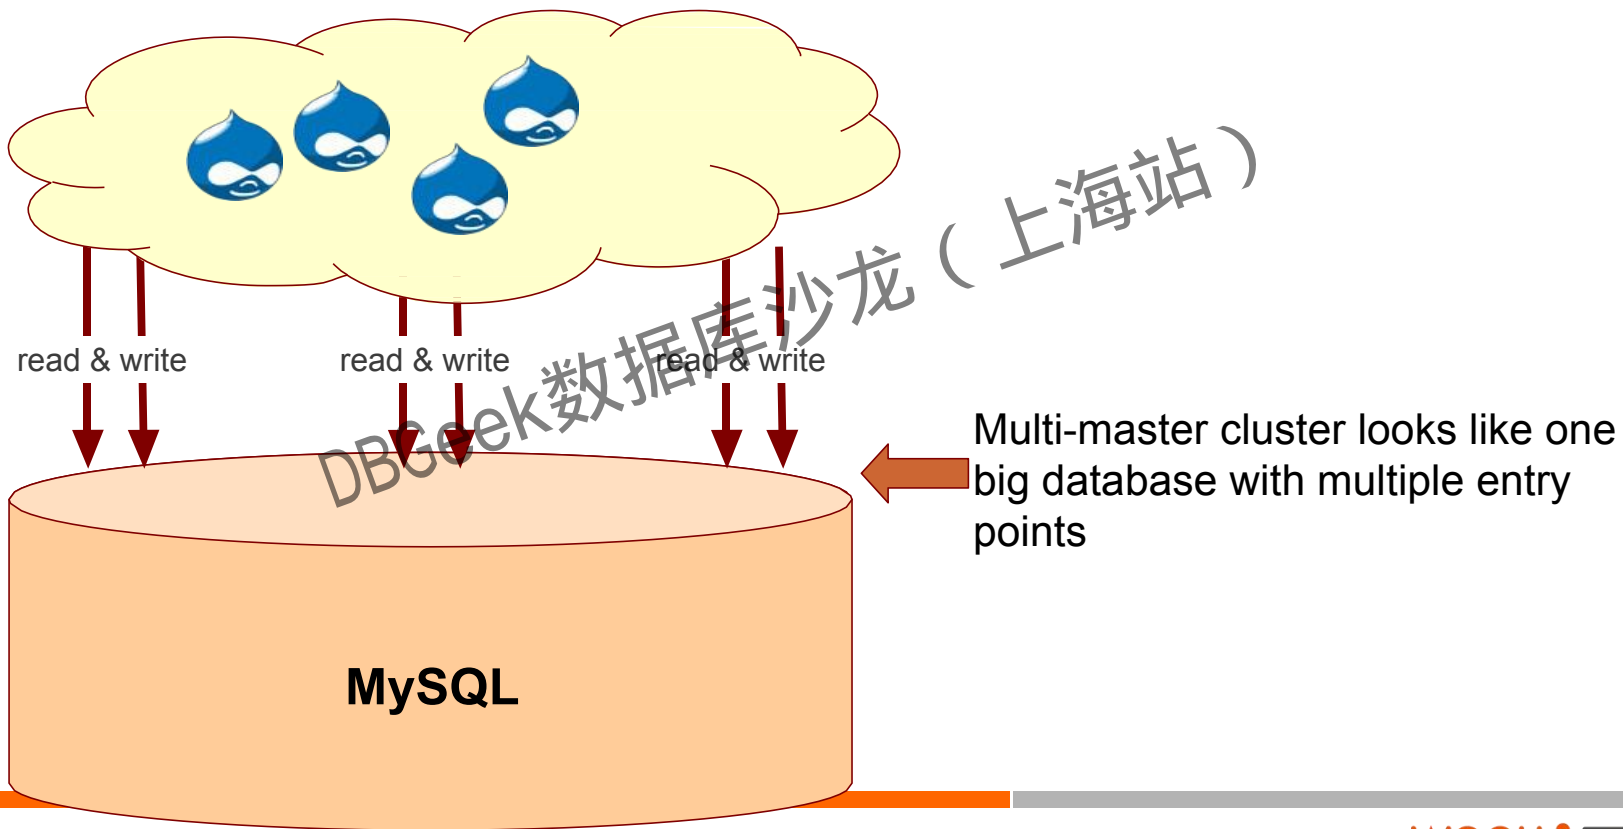 read & write
read & write
read & write
DBGeek数据库沙龙（上海站）
Multi-master cluster looks like one
big database with multiple entry
points
MySQL